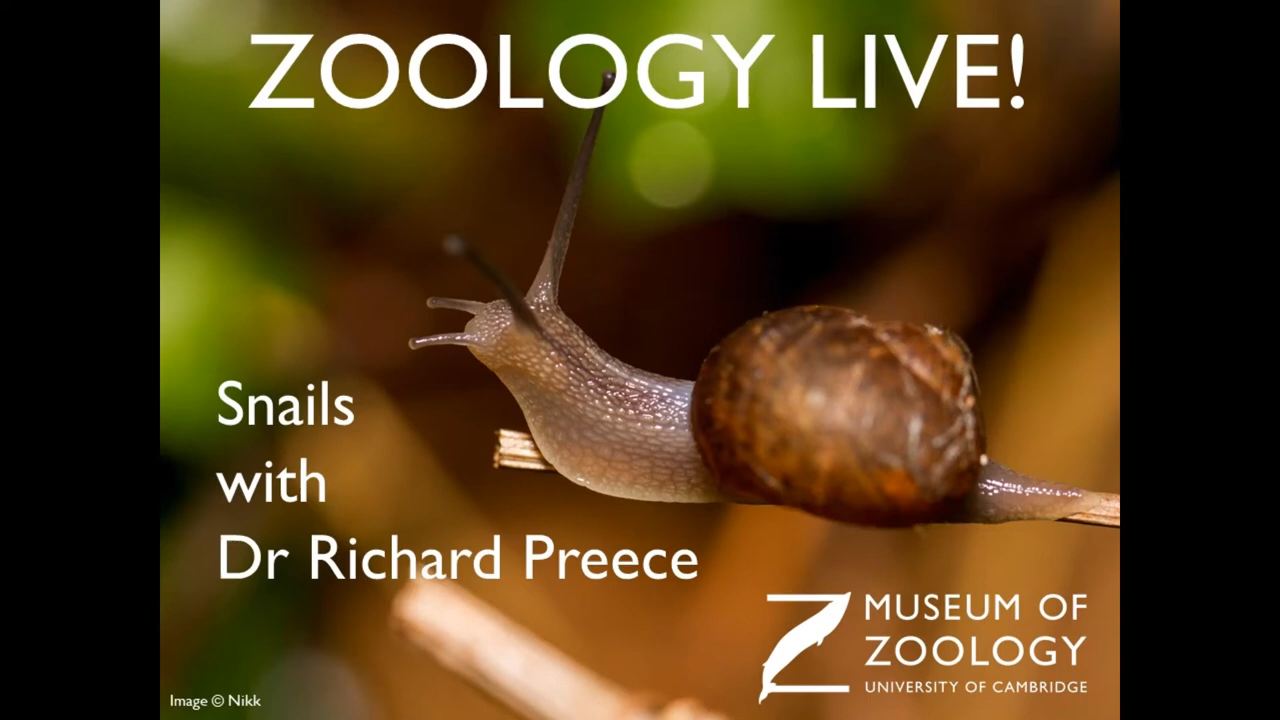 ZOOLOGY LIVE!
Snails
with
Dr Richard Preece
MUSEUM OF
ZOOLOGY
UNIVERSITY OF CAMBRIDGE
Image © Nikk